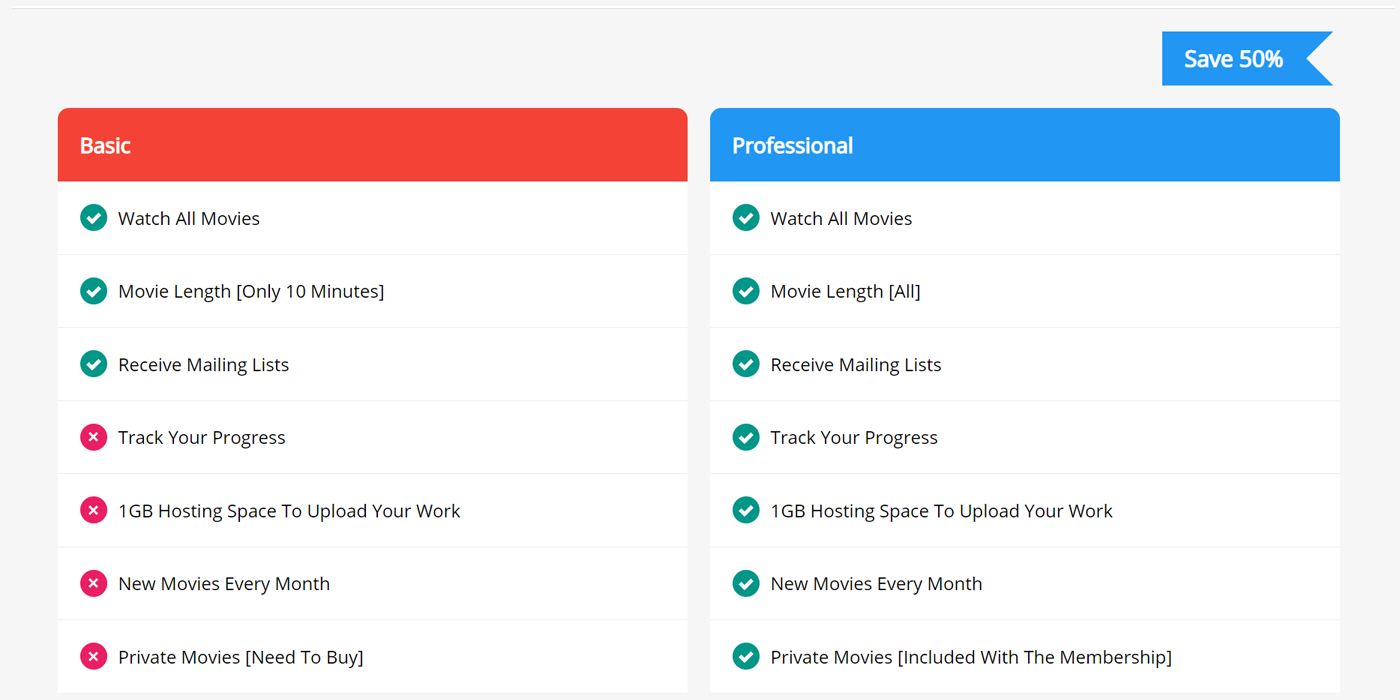 Save 50%
Basic
Watch All Movies
Movie Length [Only 10 Minutes]
Receive Mailing Lists
Track Your Progress
1GB Hosting Space To Upload Your Work
New Movies Every Month
Private Movies [Need To Buy]
Professional
Watch All Movies
Movie Length [All]
Receive Mailing Lists
Track Your Progress
1GB Hosting Space To Upload Your Work
New Movies Every Month
Private Movies [Included With The Membership]